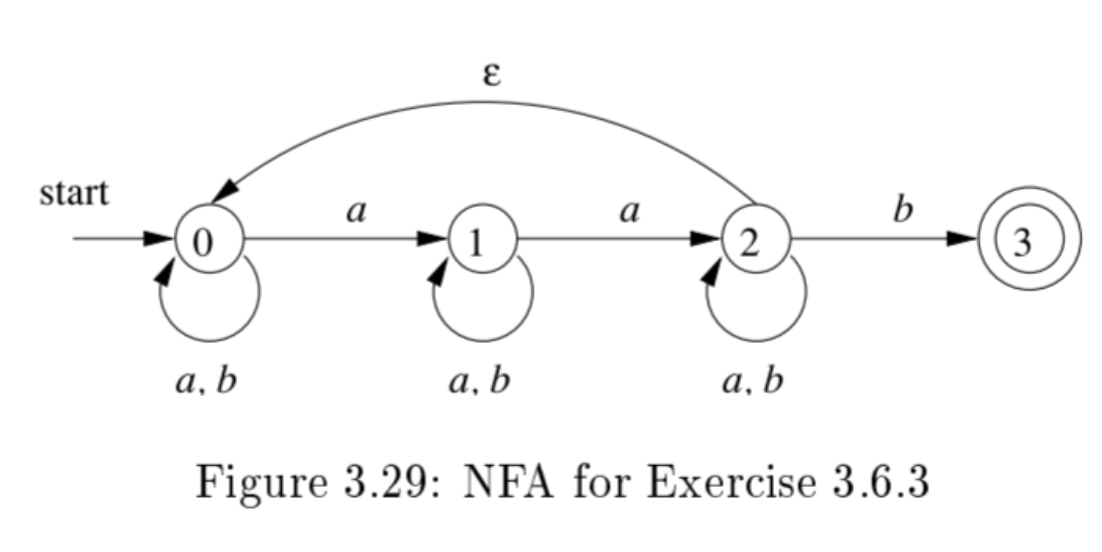 ε
start
a a b
0 1 2 3
a, b a, b a, b
Figure 3.29: NFA for Exercise 3.6.3